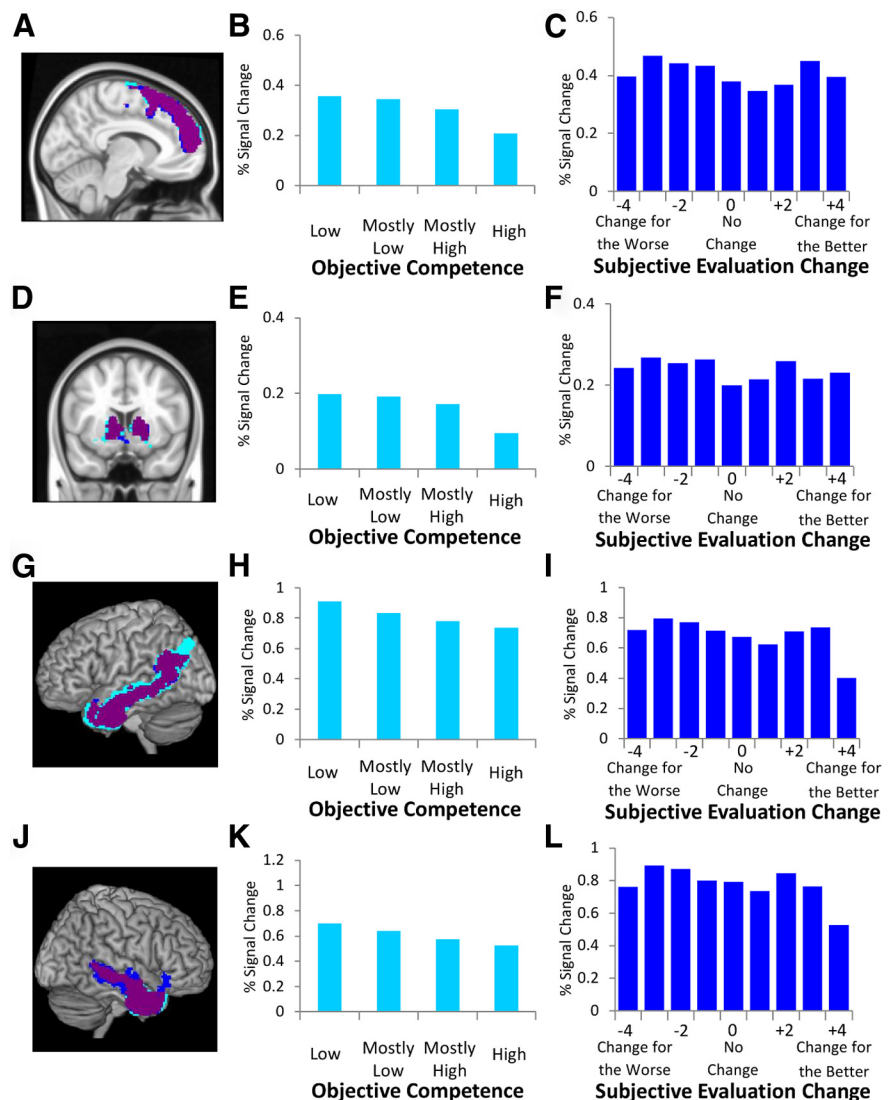 A
B
0.6
0.4
0.2
0
% Signal Change
Low
Mostly
Low
Mostly
High
High
Objective Competence
C
0.6
0.4
0.2
0
% Signal Change
-4
-2
0
+2
+4
Change for
the Worse
No
Change
Change for
the Better
Subjective Evaluation Change
D
E
0.4
0.2
0
% Signal Change
Low
Mostly
Low
Mostly
High
High
Objective Competence
F
0.4
0.2
0
% Signal Change
-4
-2
0
+2
+4
Change for
the Worse
No
Change
Change for
the Better
Subjective Evaluation Change
G
H
1
0.8
0.6
0.4
0.2
0
% Signal Change
Low
Mostly
Low
Mostly
High
High
Objective Competence
I
1
0.8
0.6
0.4
0.2
0
% Signal Change
-4
-2
0
+2
+4
Change for
the Worse
No
Change
Change for
the Better
Subjective Evaluation Change
J
K
1.2
1
0.8
0.6
0.4
0.2
0
% Signal Change
Low
Mostly
Low
Mostly
High
High
Objective Competence
L
1
0.8
0.6
0.4
0.2
0
% Signal Change
-4
-2
0
+2
+4
Change for
the Worse
No
Change
Change for
the Better
Subjective Evaluation Change